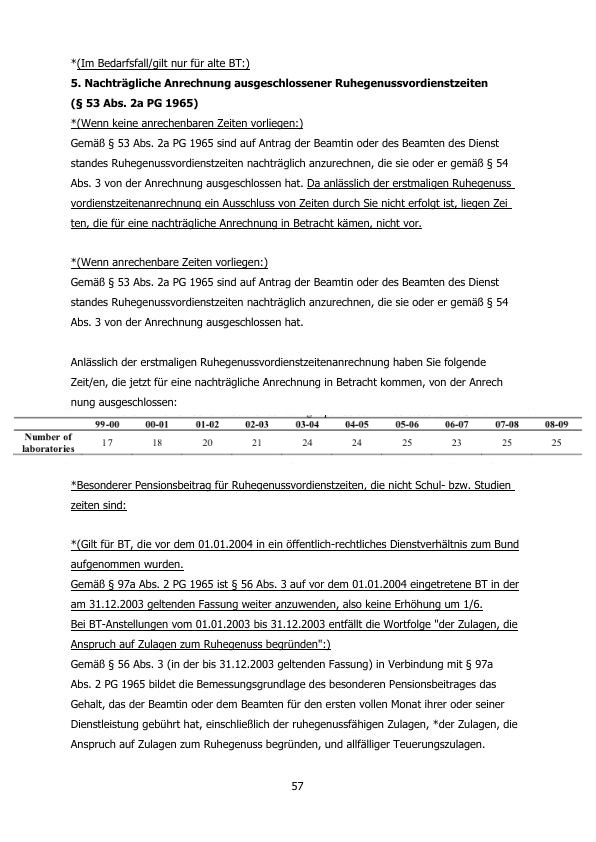 *(Im Bedarfsfall/gilt nur für alte BT:)
5. Nachträgliche Anrechnung ausgeschlossener Ruhegenussvordienstzeiten
(§ 53 Abs. 2a PG 1965)
*(Wenn keine anrechenbaren Zeiten vorliegen:)
Gemäß § 53 Abs. 2a PG 1965 sind auf Antrag der Beamtin oder des Beamten des Dienst
standes Ruhegenussvordienstzeiten nachträglich anzurechnen, die sie oder er gemäß § 54
Abs. 3 von der Anrechnung ausgeschlossen hat. Da anlässlich der erstmaligen Ruhegenuss
vordienstzeitenanrechnung ein Ausschluss von Zeiten durch Sie nicht erfolgt ist, liegen Zei
ten, die für eine nachträgliche Anrechnung in Betracht kämen, nicht vor.
*(Wenn anrechenbare Zeiten vorliegen:)
Gemäß § 53 Abs. 2a PG 1965 sind auf Antrag der Beamtin oder des Beamten des Dienst
standes Ruhegenussvordienstzeiten nachträglich anzurechnen, die sie oder er gemäß § 54
Abs. 3 von der Anrechnung ausgeschlossen hat.
Anlässlich der erstmaligen Ruhegenussvordienstzeitenanrechnung haben Sie folgende
Zeit/en, die jetzt für eine nachträgliche Anrechnung in Betracht kommen, von der Anrech
nung ausgeschlossen:
99-00 00-01 01-02 02-03 03-04 04-05 05-06 06-07 07-08 08-09
Number of laboratories 17 18 20 21 24 24 25 23 25 25
*Besonderer Pensionsbeitrag für Ruhegenussvordienstzeiten, die nicht Schul- bzw. Studien
zeiten sind:
*(Gilt für BT, die vor dem 01.01.2004 in ein öffentlich-rechtliches Dienstverhältnis zum Bund
aufgenommen wurden.
Gemäß § 97a Abs. 2 PG 1965 ist § 56 Abs. 3 auf vor dem 01.01.2004 eingetretene BT in der
am 31.12.2003 geltenden Fassung weiter anzuwenden, also keine Erhöhung um 1/6.
Bei BT-Anstellungen vom 01.01.2003 bis 31.12.2003 entfällt die Wortfolge "der Zulagen, die
Anspruch auf Zulagen zum Ruhegenuss begründen":)
Gemäß § 56 Abs. 3 (in der bis 31.12.2003 geltenden Fassung) in Verbindung mit § 97a
Abs. 2 PG 1965 bildet die Bemessungsgrundlage des besonderen Pensionsbeitrages das
Gehalt, das der Beamtin oder dem Beamten für den ersten vollen Monat ihrer oder seiner
Dienstleistung gebührt hat, einschließlich der ruhegenussfähigen Zulagen, *der Zulagen, die
Anspruch auf Zulagen zum Ruhegenuss begründen, und allfälliger Teuerungszulagen.
57